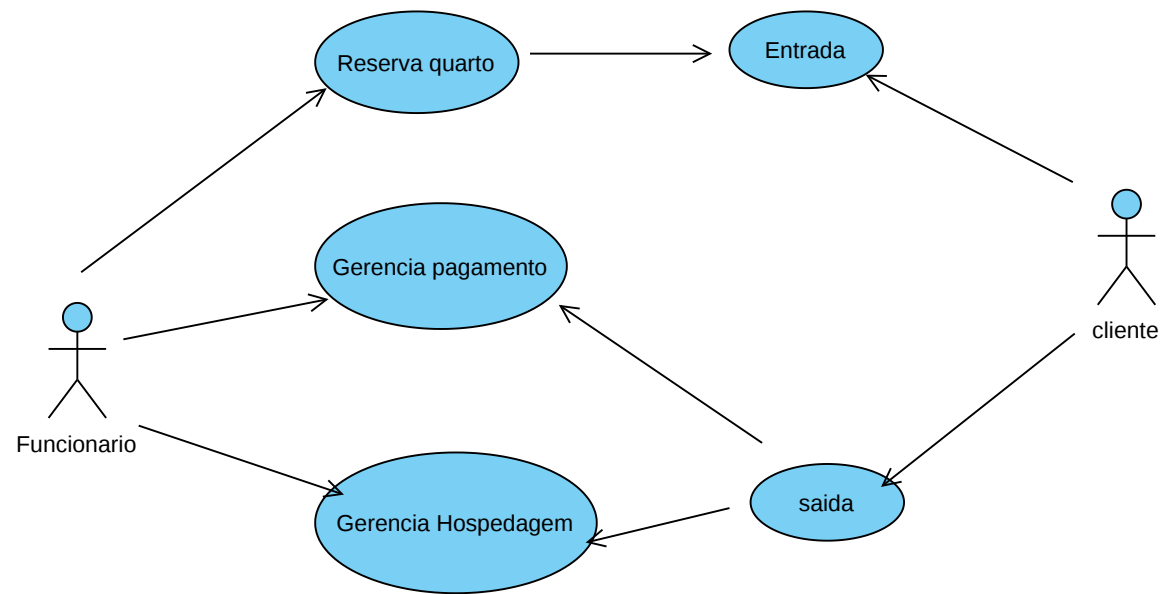 Reserva quarto
Entrada
Gerencia pagamento
cliente
Funcionario
Gerencia Hospedagem
saida